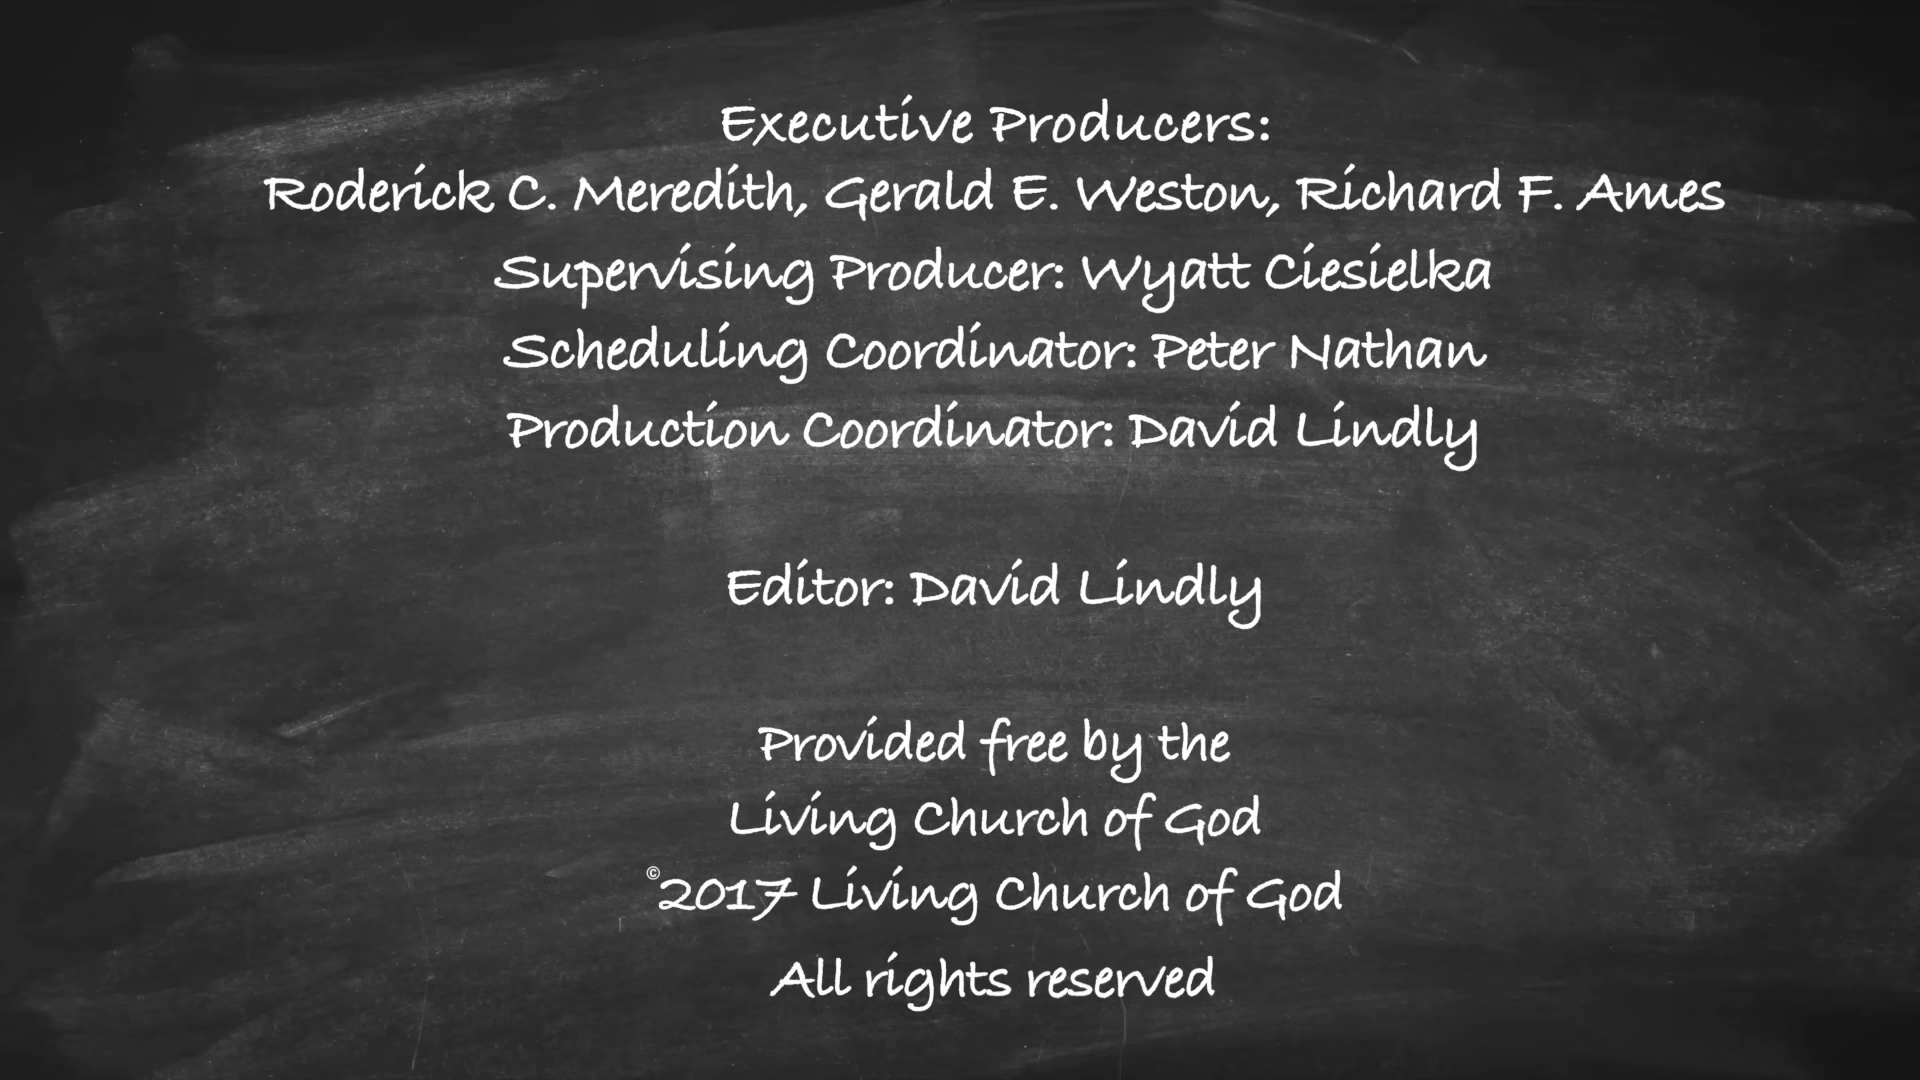 Executive Producers:
Roderick C. Meredith, Gerald E. Weston, Richard F. Ames
Supervising Producer: Wyatt Ciesielka
Scheduling Coordinator: Peter Nathan
Production Coordinator: David Lindly
Editor: David Lindly
Provided free by the
Living Church of God
©2017 Living Church of God
All rights reserved